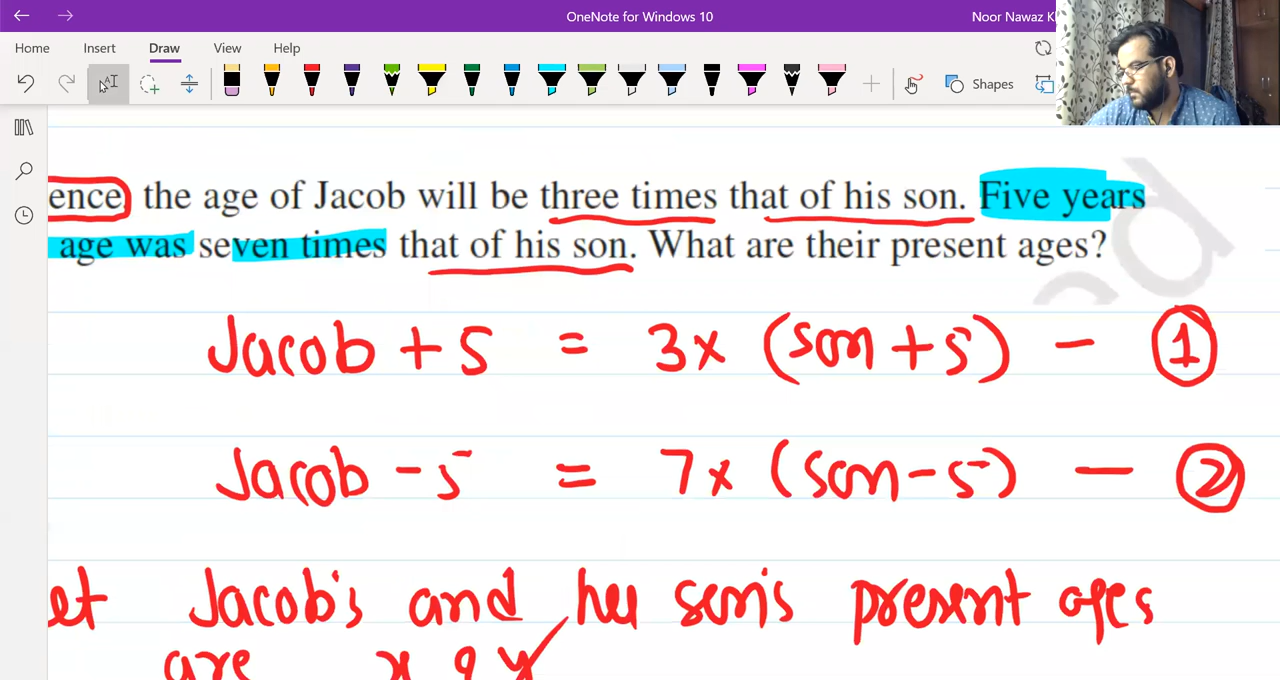 OneNote for Windows 10
Noor Nawaz K
Home Insert Draw View Help
Shapes
ence, the age of Jacob will be three times that of his son. Five years
age was seven times that of his son. What are their present ages?
Jacob + 5 = 3 x (son + 5) - 1
Jacob - 5 = 7 x (son - 5) - 2
et Jacob's and his son's present ages
are x & y